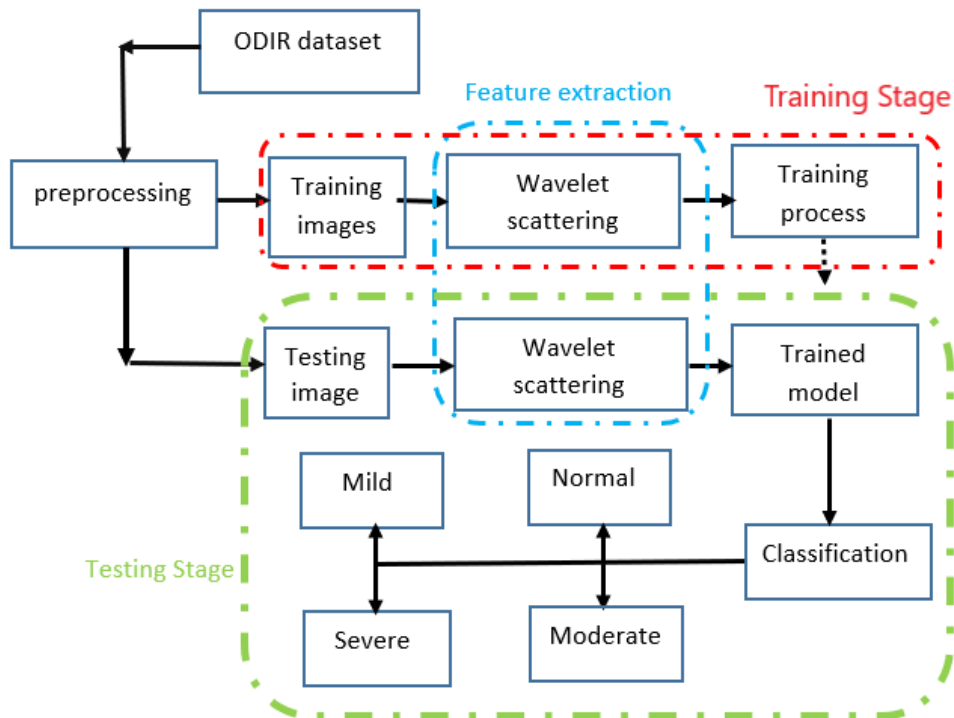 ODIR dataset
Feature extraction
Training Stage
preprocessing
Training
images
Wavelet
scattering
Training
process
Testing
image
Wavelet
scattering
Trained
model
Mild
Normal
Classification
Testing Stage
Severe
Moderate